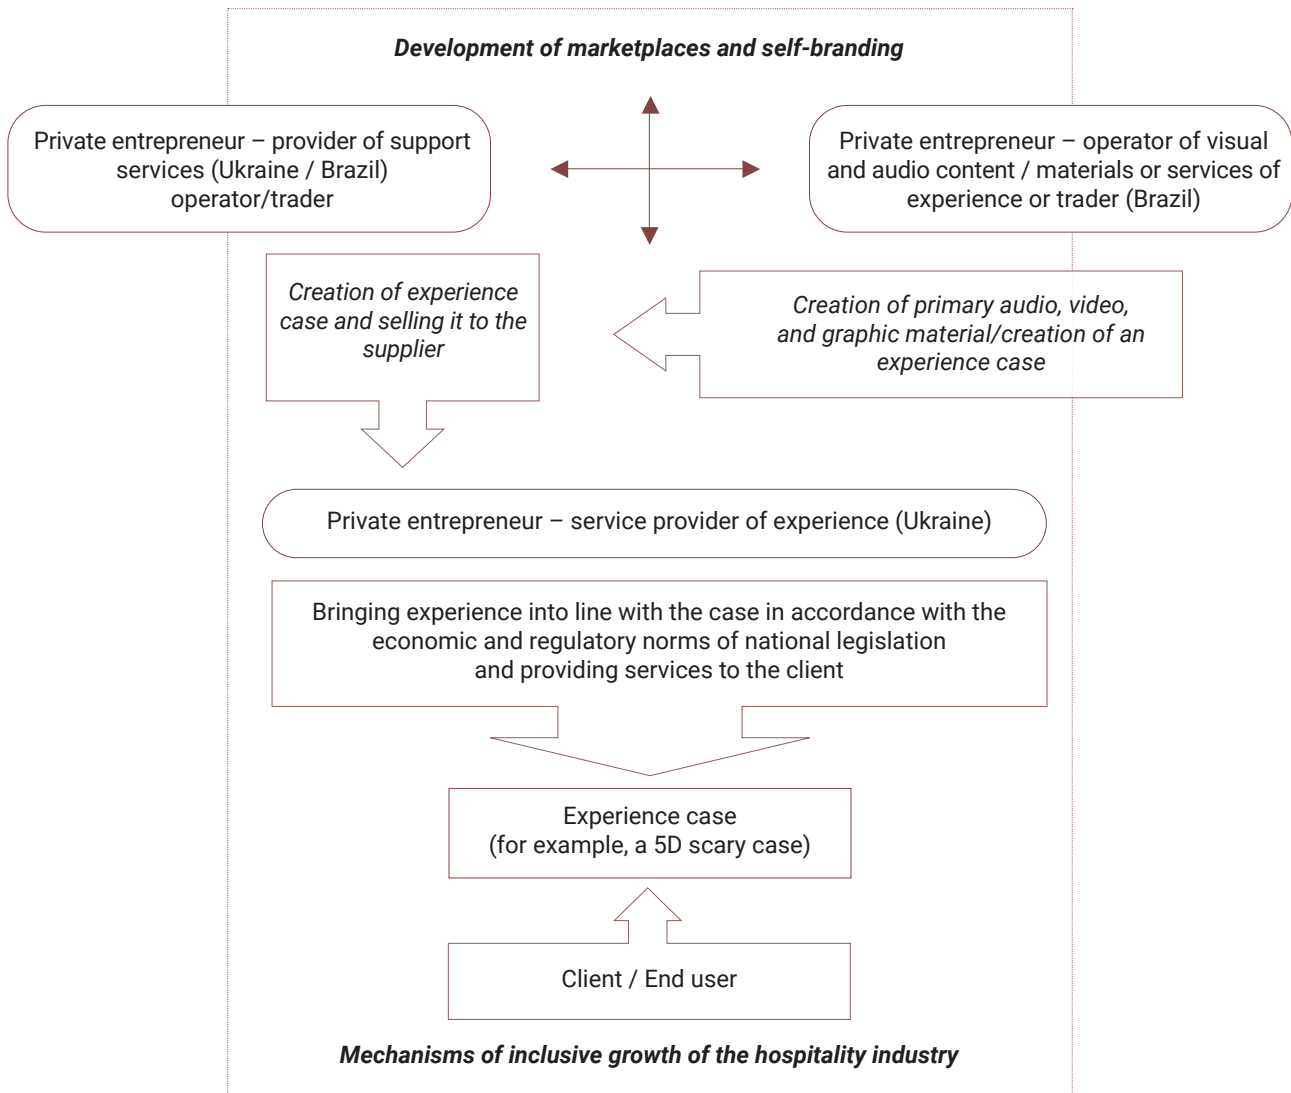 Development of marketplaces and self-branding
Private entrepreneur – provider of support
services (Ukraine / Brazil)
operator/trader
Private entrepreneur – operator of visual
and audio content / materials or services of
experience or trader (Brazil)
Creation of experience
case and selling it to the
supplier
Creation of primary audio, video,
and graphic material/creation of an
experience case
Private entrepreneur – service provider of experience (Ukraine)
Bringing experience into line with the case in accordance with the
economic and regulatory norms of national legislation
and providing services to the client
Experience case
(for example, a 5D scary case)
Client / End user
Mechanisms of inclusive growth of the hospitality industry